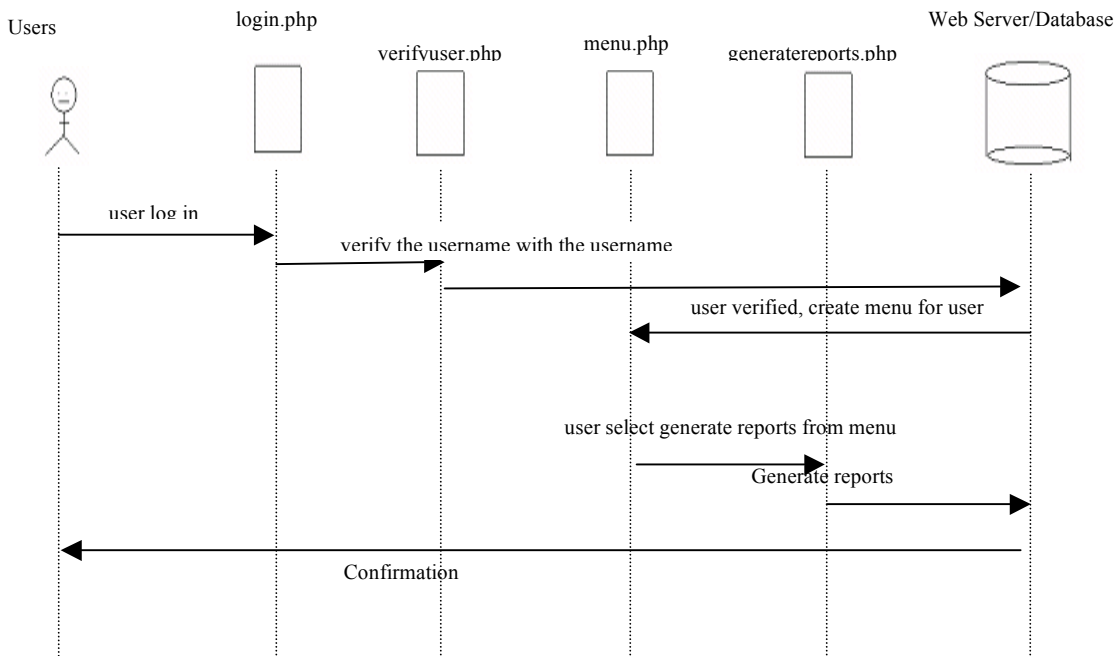 Users
login.php
verifyuser.php
menu.php
generatereports.php
Web Server/Database
user log in
verify the username with the username
user verified, create menu for user
user select generate reports from menu
Generate reports
Confirmation